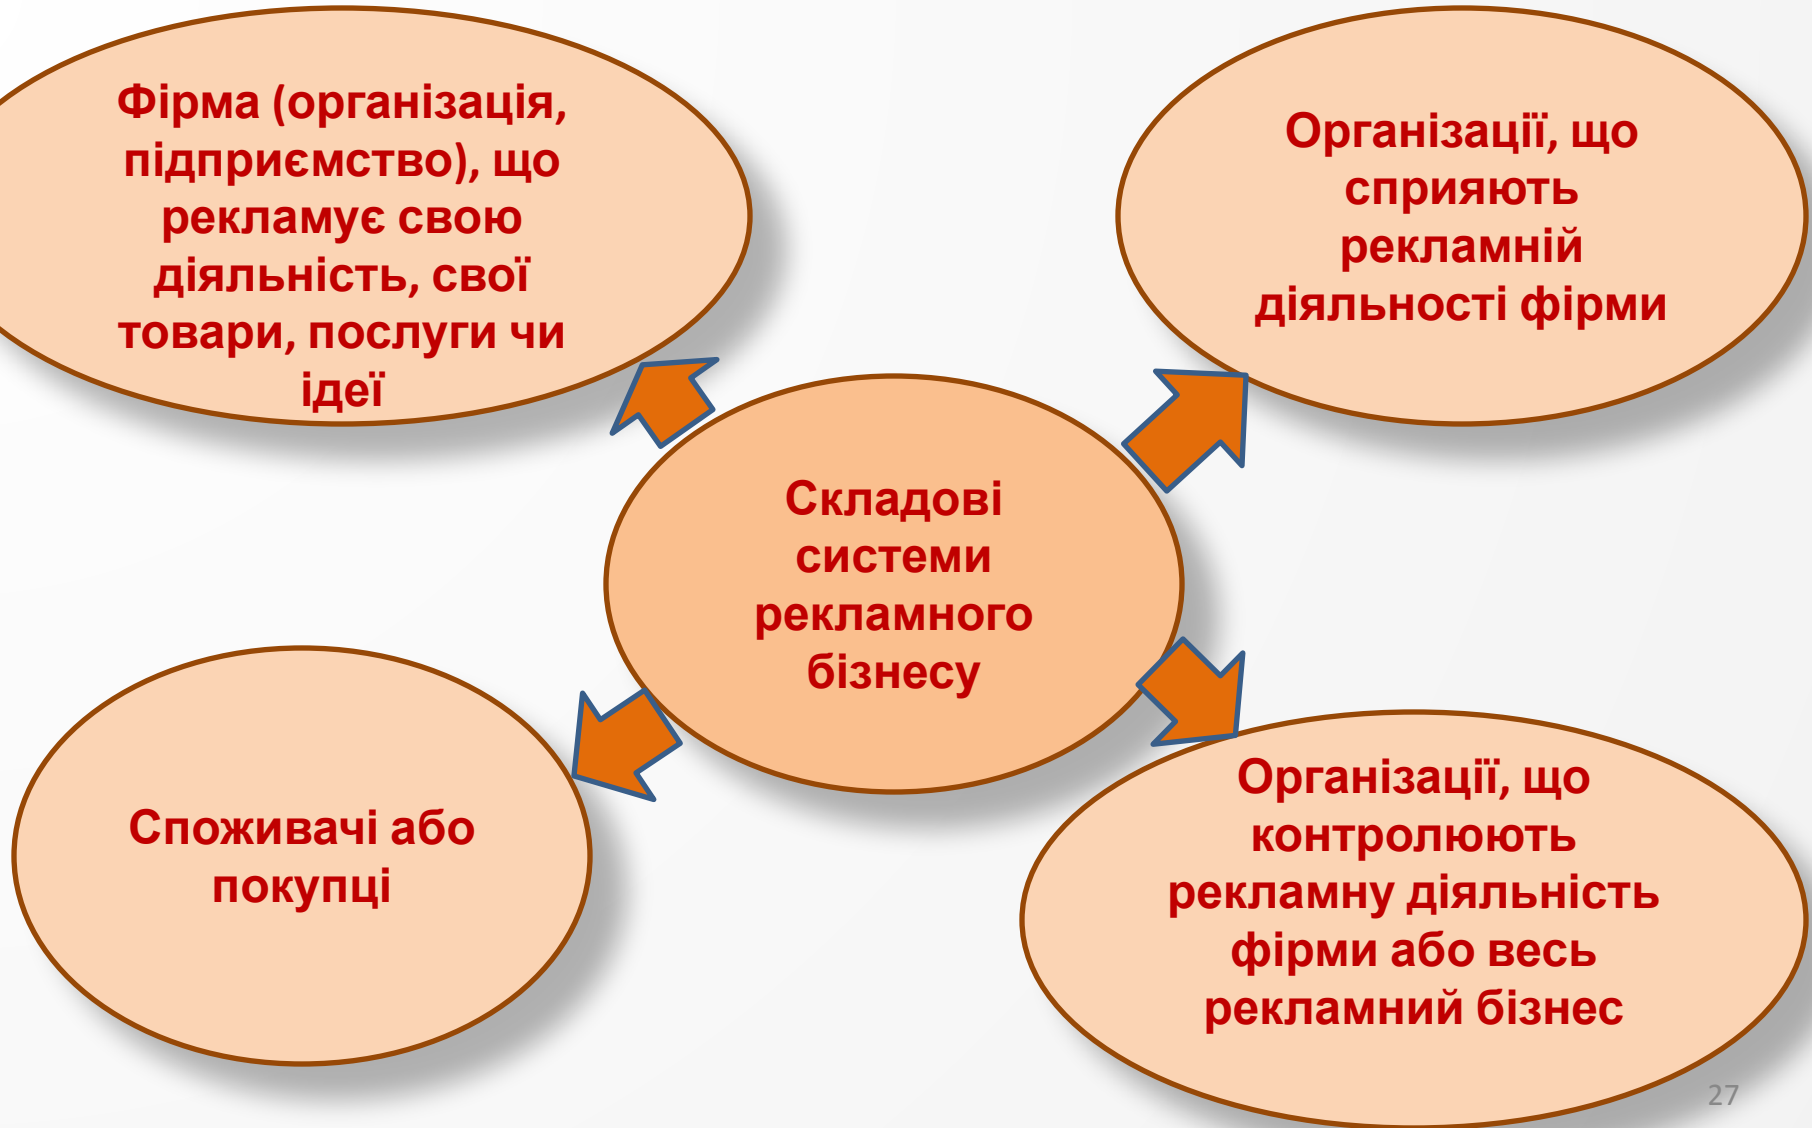 Фірма (організація,
підприємство), що
рекламує свою
діяльність, свої
товари, послуги чи
ідеї
Організації, що
сприяють
рекламній
діяльності фірми
Складові
системи
рекламного
бізнесу
Споживачі або
покупці
Організації, що
контролюють
рекламну діяльність
фірми або весь
рекламний бізнес
27